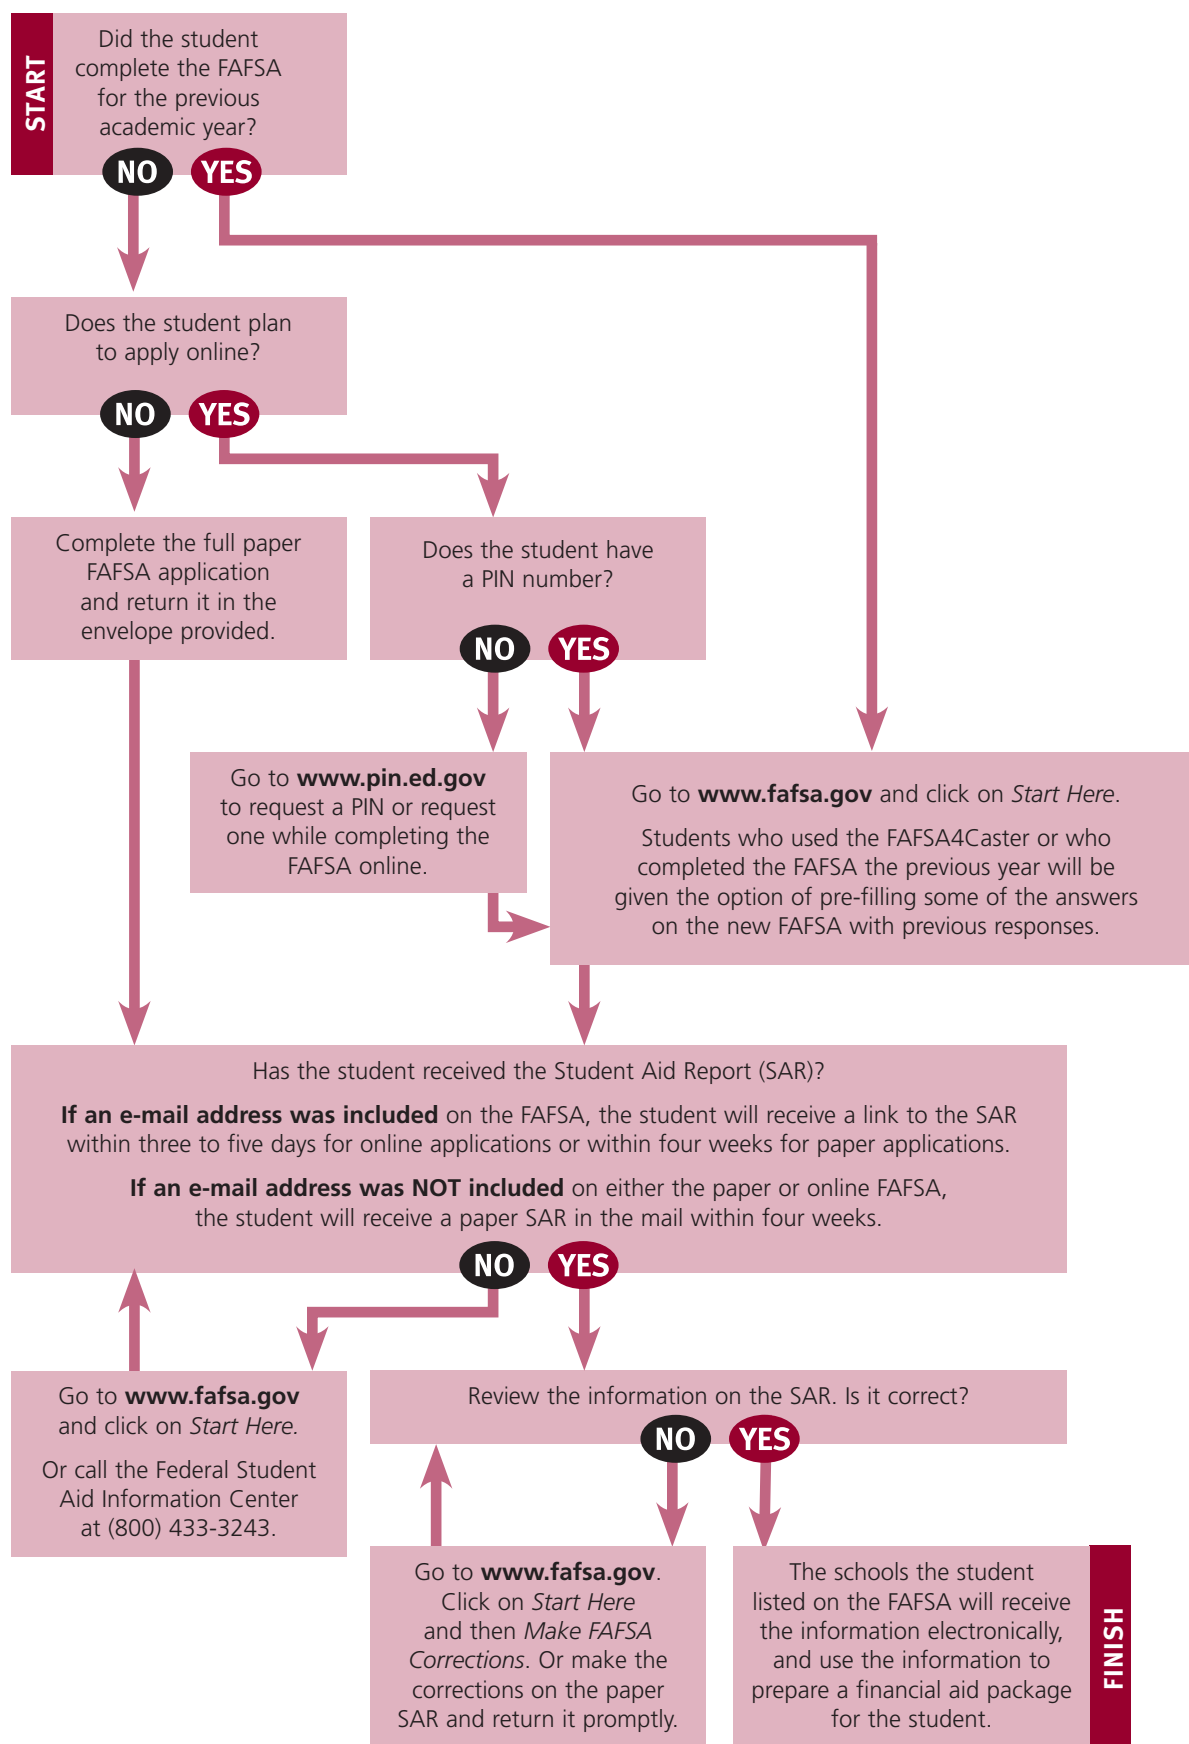 START
Did the student
complete the FAFSA
for the previous
academic year?
NO YES
Does the student plan
to apply online?
NO YES
Complete the full paper
FAFSA application
and return it in the
envelope provided.
Does the student have
a PIN number?
NO YES
Go to www.pin.ed.gov
to request a PIN or request
one while completing the
FAFSA online.
Go to www.fafsa.gov and click on Start Here.
Students who used the FAFSA4Caster or who
completed the FAFSA the previous year will be
given the option of pre-filling some of the answers
on the new FAFSA with previous responses.
Has the student received the Student Aid Report (SAR)?
If an e-mail address was included on the FAFSA, the student will receive a link to the SAR
within three to five days for online applications or within four weeks for paper applications.
If an e-mail address was NOT included on either the paper or online FAFSA,
the student will receive a paper SAR in the mail within four weeks.
NO YES
Go to www.fafsa.gov
and click on Start Here.
Or call the Federal Student
Aid Information Center
at (800) 433-3243.
Review the information on the SAR. Is it correct?
NO YES
Go to www.fafsa.gov.
Click on Start Here
and then Make FAFSA
Corrections. Or make the
corrections on the paper
SAR and return it promptly.
The schools the student
listed on the FAFSA will receive
the information electronically,
and use the information to
prepare a financial aid package
for the student.
FINISH